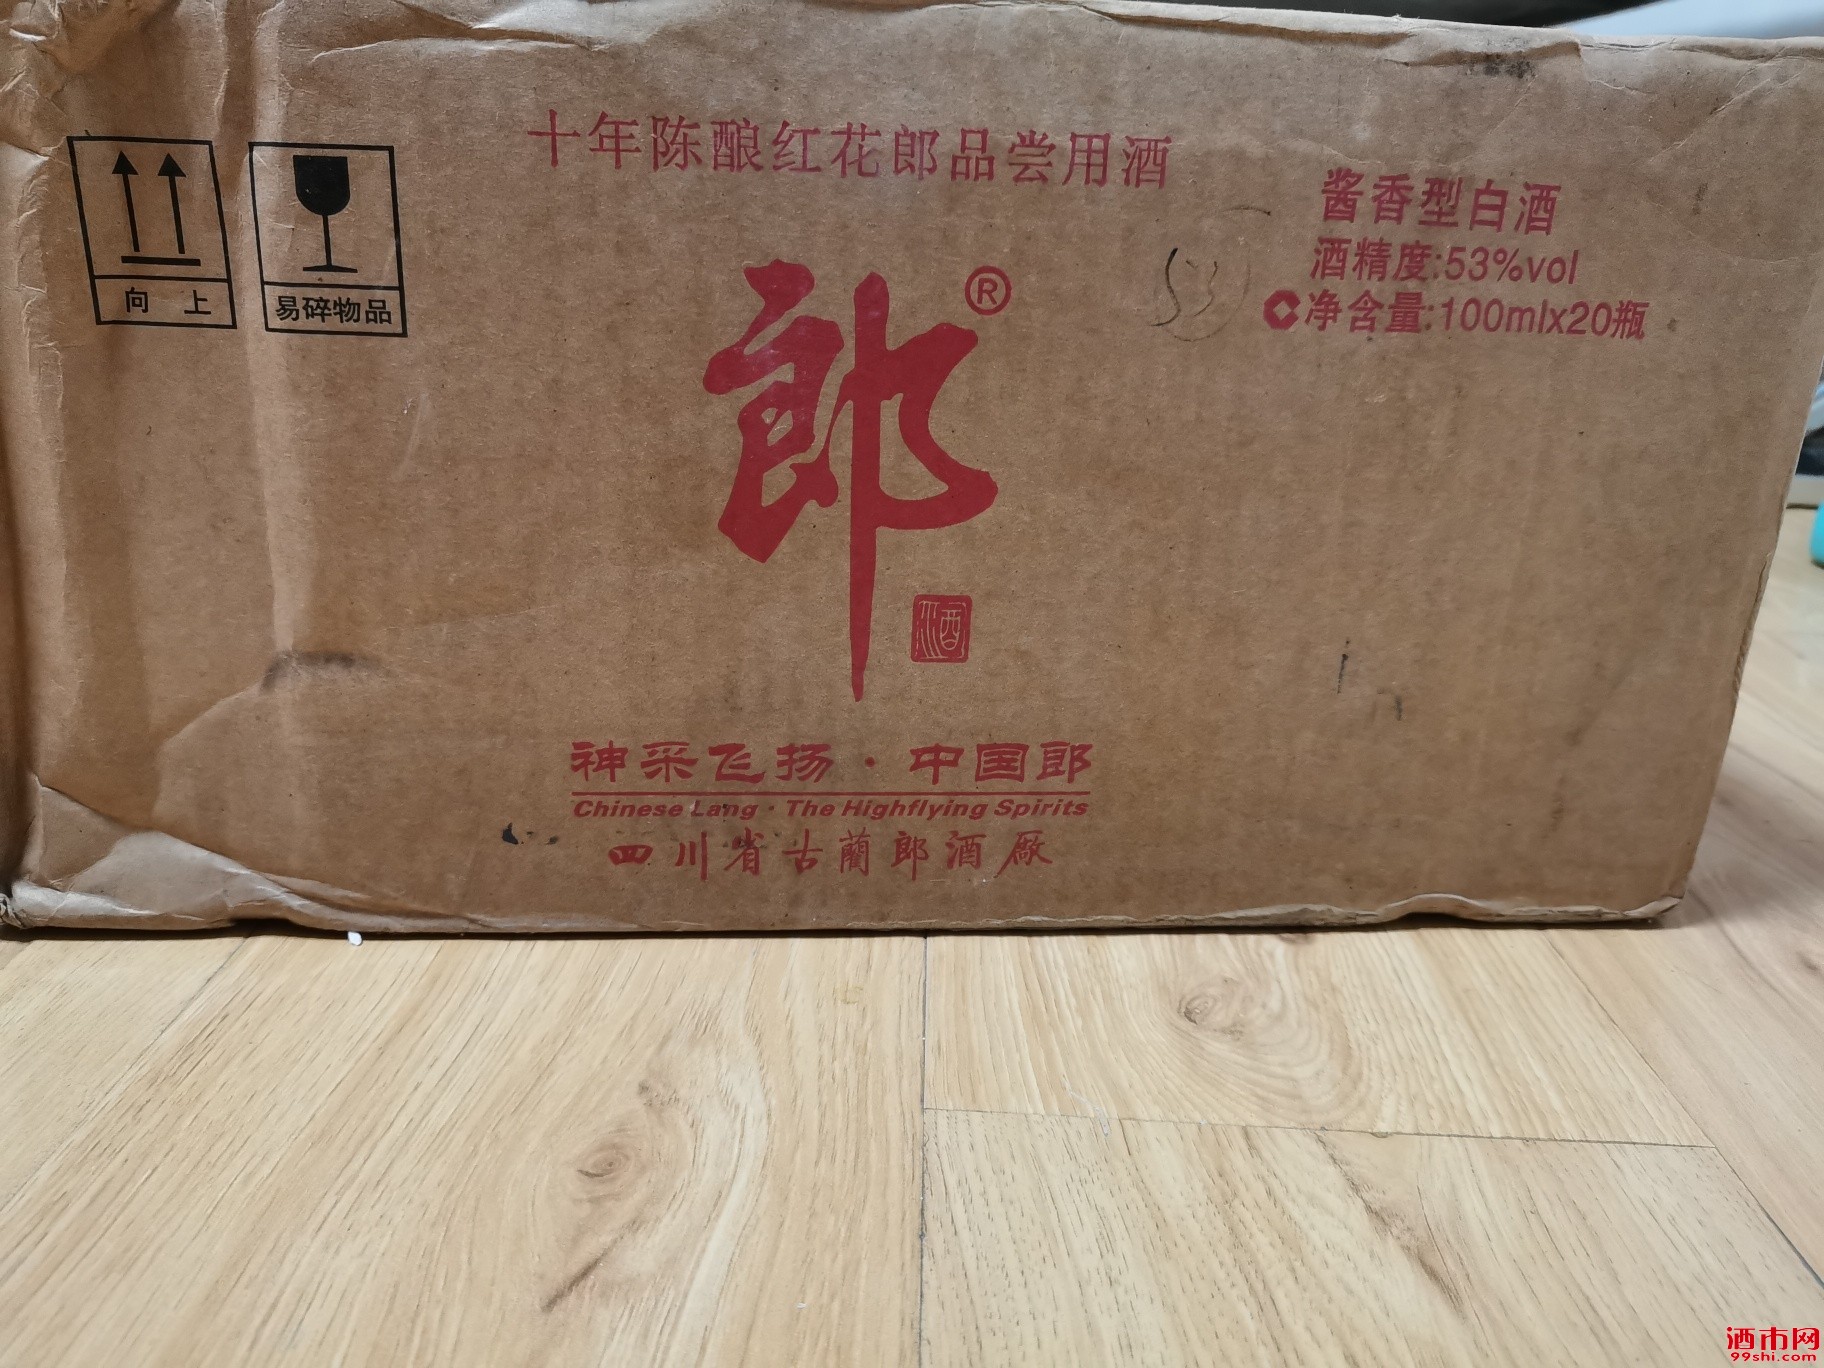 十年陈酿红花郎品尝用酒
酱香型白酒
酒精度:53%vol
净含量:100mlx20瓶
向 上
易碎物品
53
郎®
酒
神采飞扬·中国郎
Chinese Lang · The Highflying Spirits
四川省古蔺郎酒厰
酒市网
99shi.com